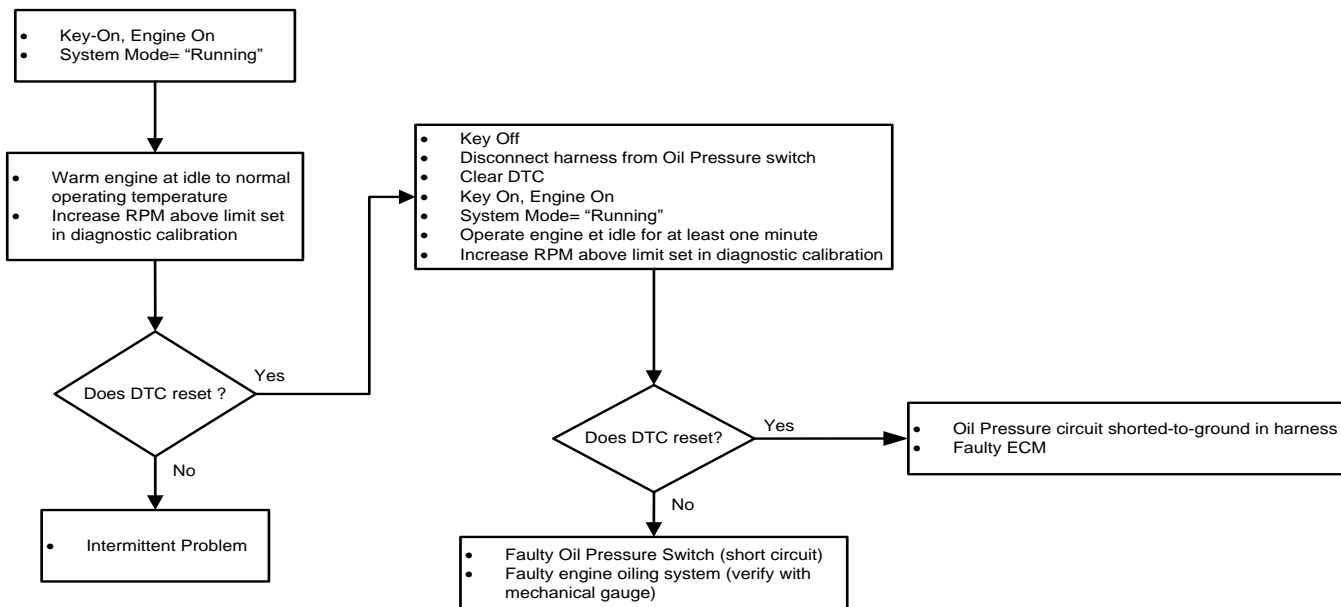 • Key-On, Engine On
• System Mode= “Running”
• Warm engine at idle to normal
operating temperature
• Increase RPM above limit set
in diagnostic calibration
Does DTC reset ?
Yes
No
• Intermittent Problem
• Key Off
• Disconnect harness from Oil Pressure switch
• Clear DTC
• Key On, Engine On
• System Mode= “Running”
• Operate engine et idle for at least one minute
• Increase RPM above limit set in diagnostic calibration
Does DTC reset?
Yes
No
• Oil Pressure circuit shorted-to-ground in harness
• Faulty ECM
• Faulty Oil Pressure Switch (short circuit)
• Faulty engine oiling system (verify with
mechanical gauge)